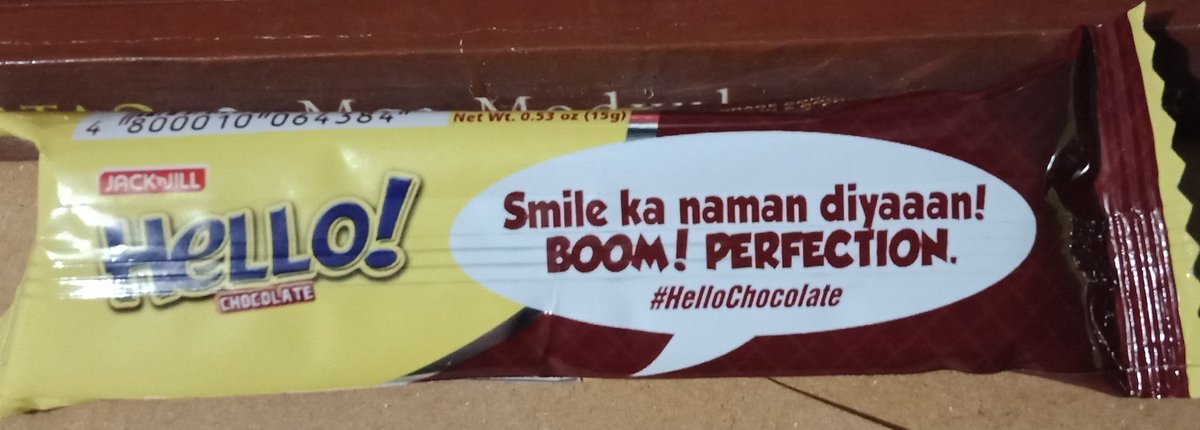 4 800010 084384
Net Wt. 0.53 oz (15g)
JACK 'n JILL
HeLLO!
CHOCOLATE
Smile ka naman diyaaan!
BOOM! PERFECTION.
#HelloChocolate